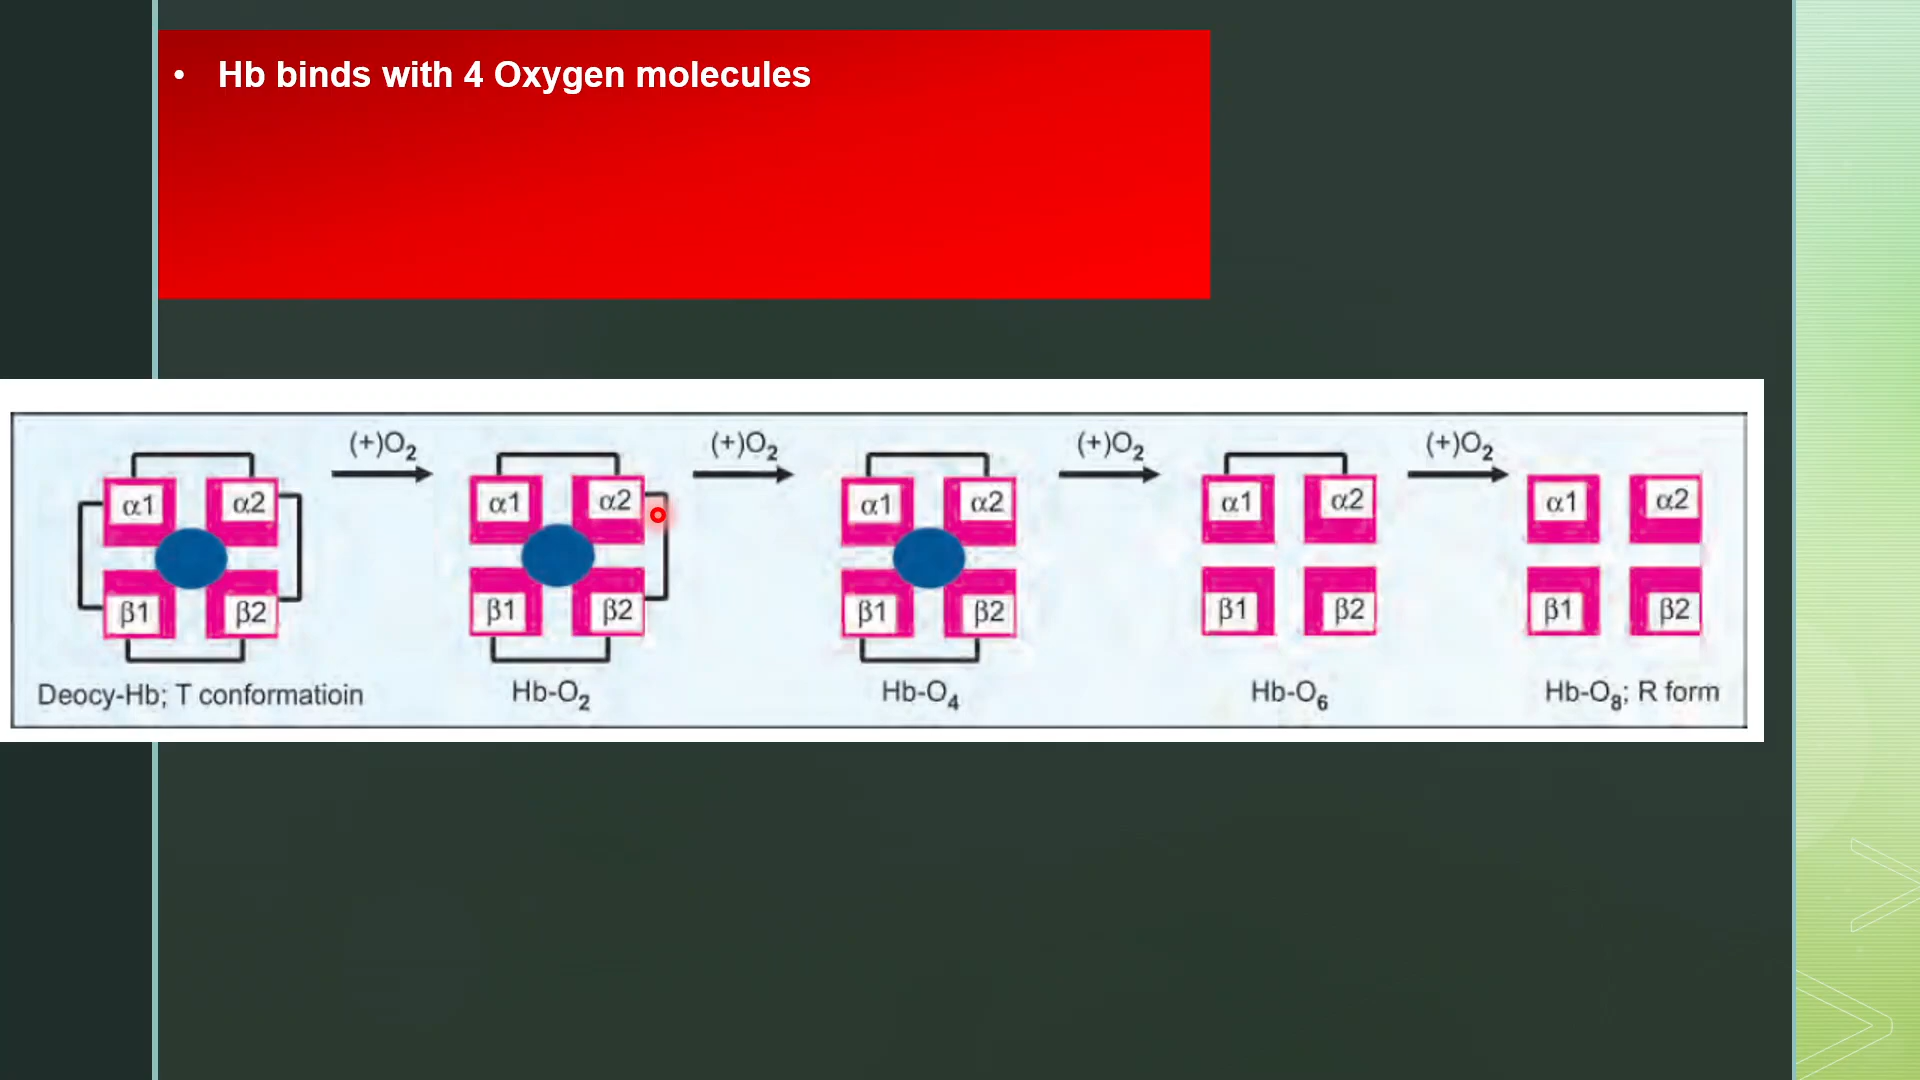 • Hb binds with 4 Oxygen molecules
(+)O₂ (+)O₂ (+)O₂ (+)O₂
α1 α2 α1 α2 α1 α2 α1 α2 α1 α2
β1 β2 β1 β2 β1 β2 β1 β2 β1 β2
Deocy-Hb; T conformatioin Hb-O₂ Hb-O₄ Hb-O₆ Hb-O₈; R form